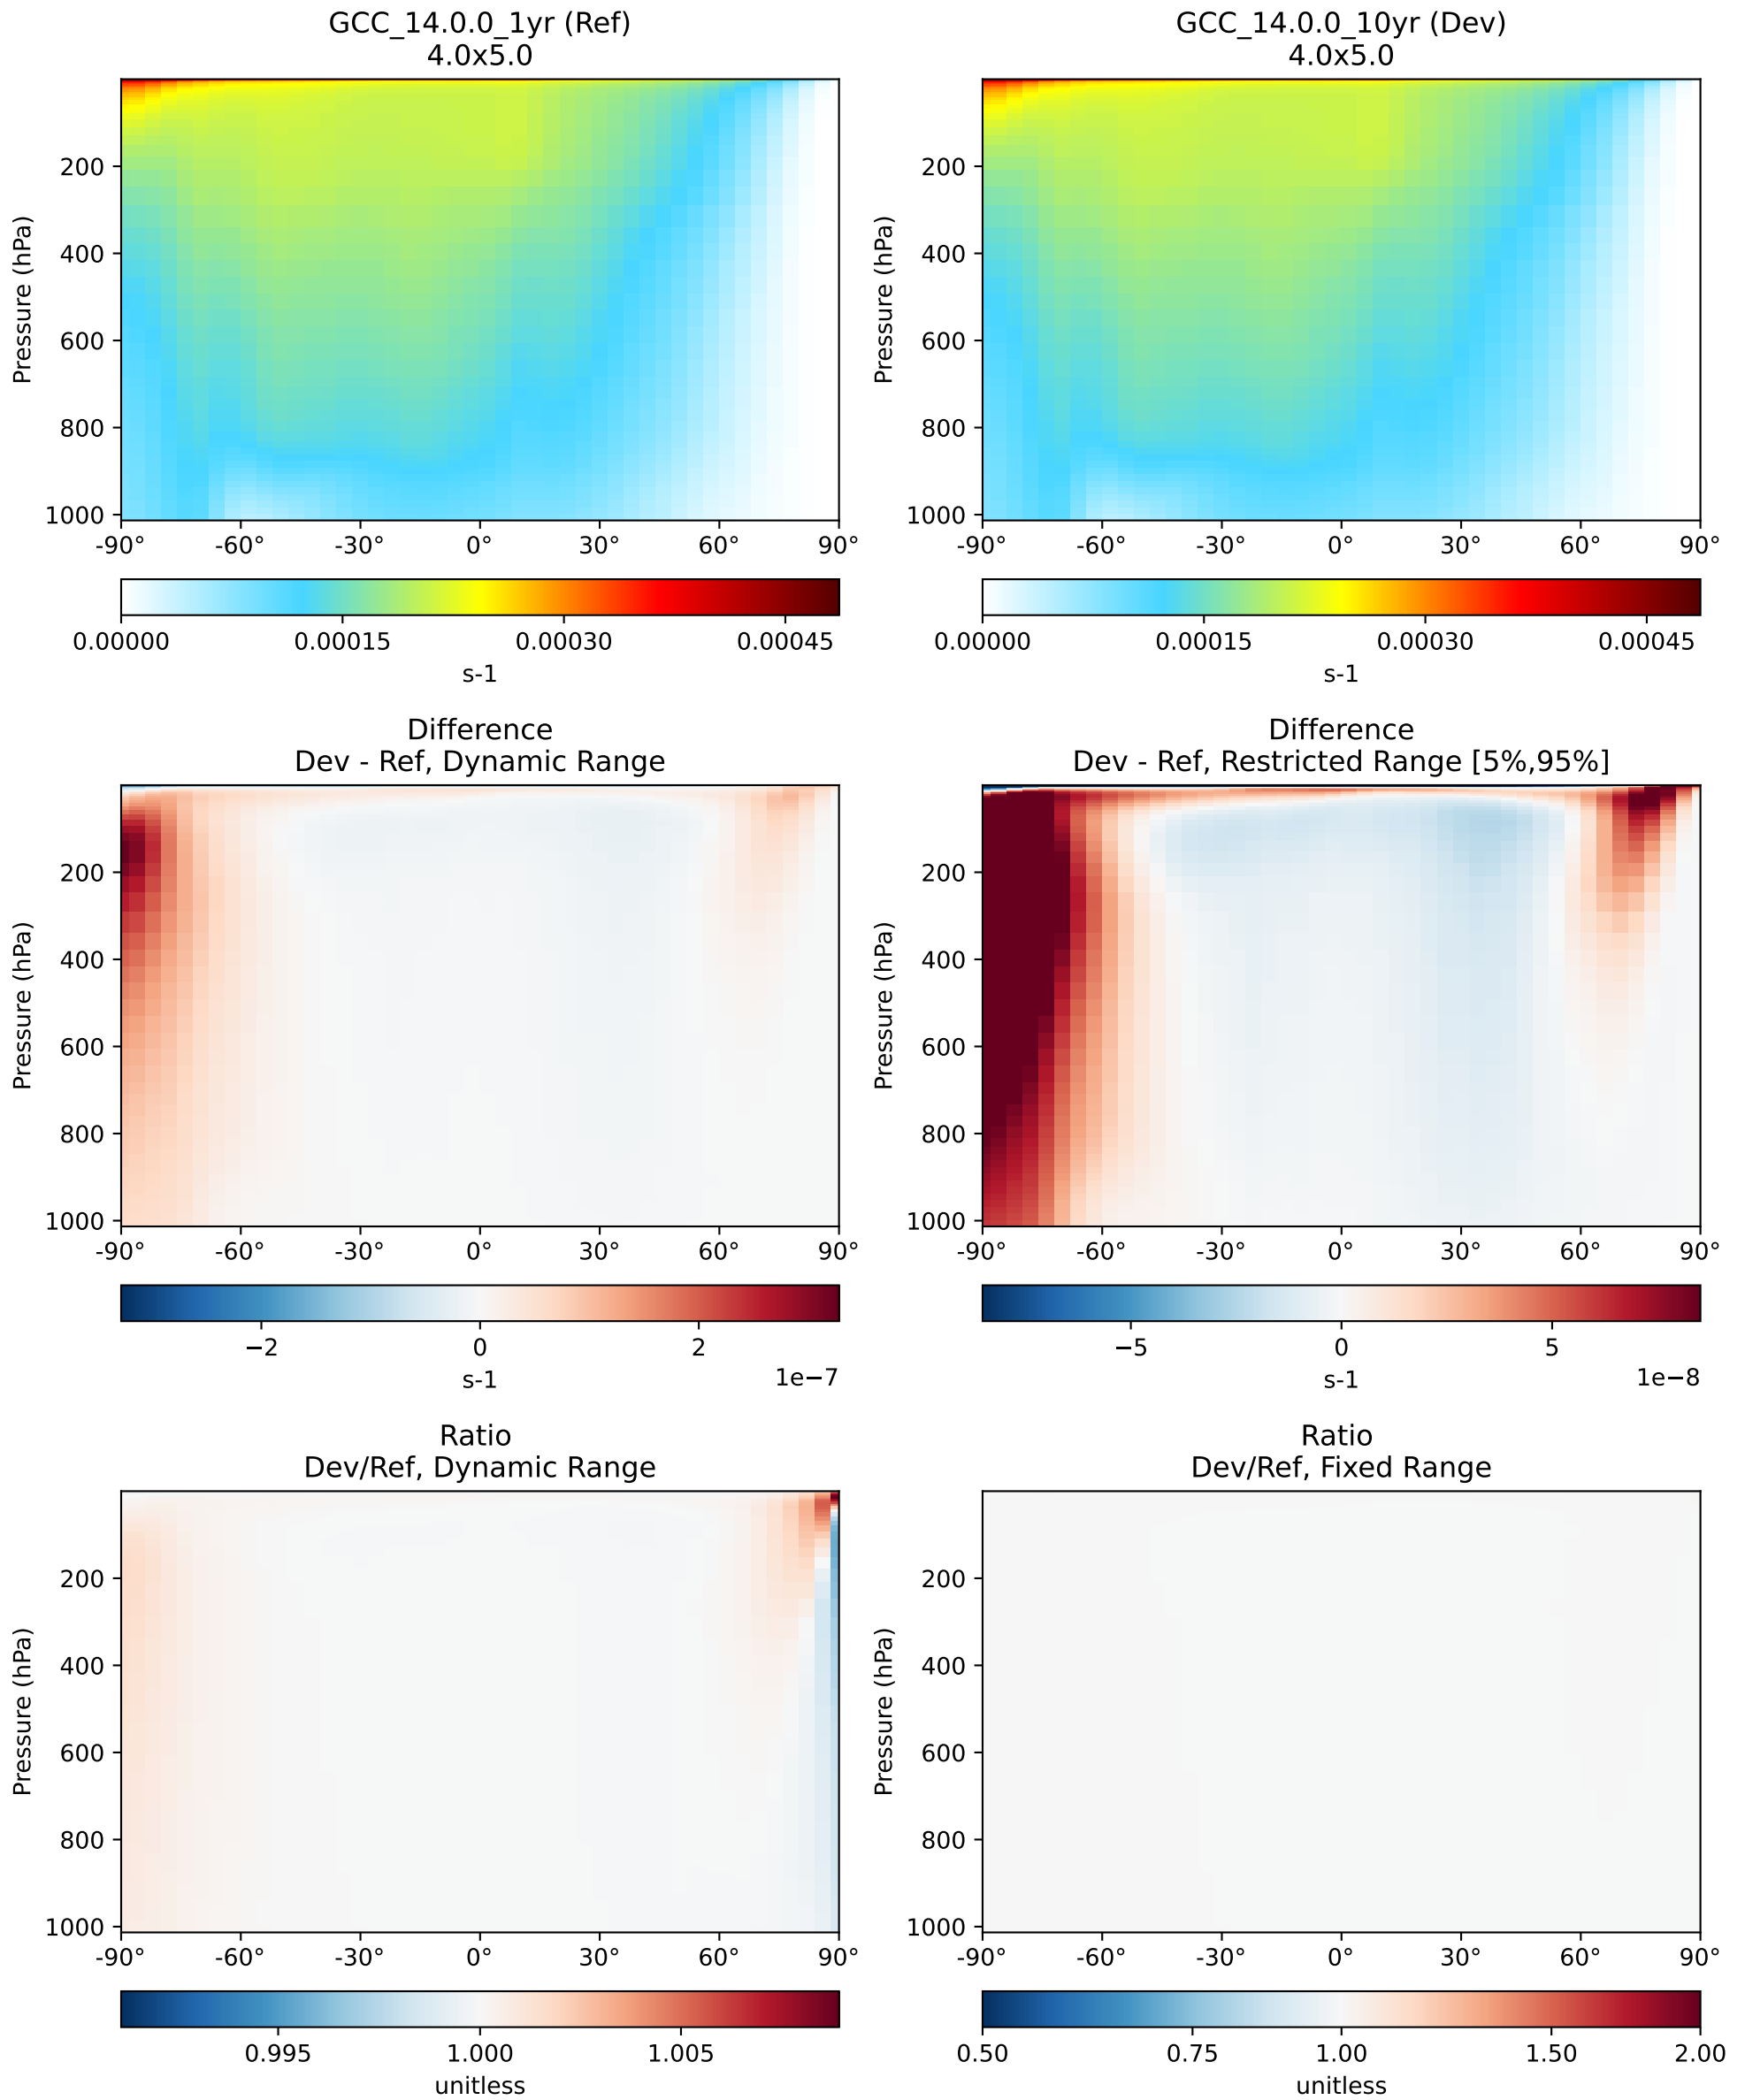 GCC_14.0.0_1yr (Ref)
4.0x5.0
GCC_14.0.0_10yr (Dev)
4.0x5.0
Pressure (hPa)
200
400
600
800
1000
-90° -60° -30° 0° 30° 60° 90°
0.00000 0.00015 0.00030 0.00045
s-1
Pressure (hPa)
200
400
600
800
1000
-90° -60° -30° 0° 30° 60° 90°
0.00000 0.00015 0.00030 0.00045
s-1
Difference
Dev - Ref, Dynamic Range
Pressure (hPa)
200
400
600
800
1000
-90° -60° -30° 0° 30° 60° 90°
−2 0 2
s-1
1e−7
Difference
Dev - Ref, Restricted Range [5%,95%]
Pressure (hPa)
200
400
600
800
1000
-90° -60° -30° 0° 30° 60° 90°
−5 0 5
s-1
1e−8
Ratio
Dev/Ref, Dynamic Range
Pressure (hPa)
200
400
600
800
1000
-90° -60° -30° 0° 30° 60° 90°
0.995 1.000 1.005
unitless
Ratio
Dev/Ref, Fixed Range
Pressure (hPa)
200
400
600
800
1000
-90° -60° -30° 0° 30° 60° 90°
0.50 0.75 1.00 1.50 2.00
unitless